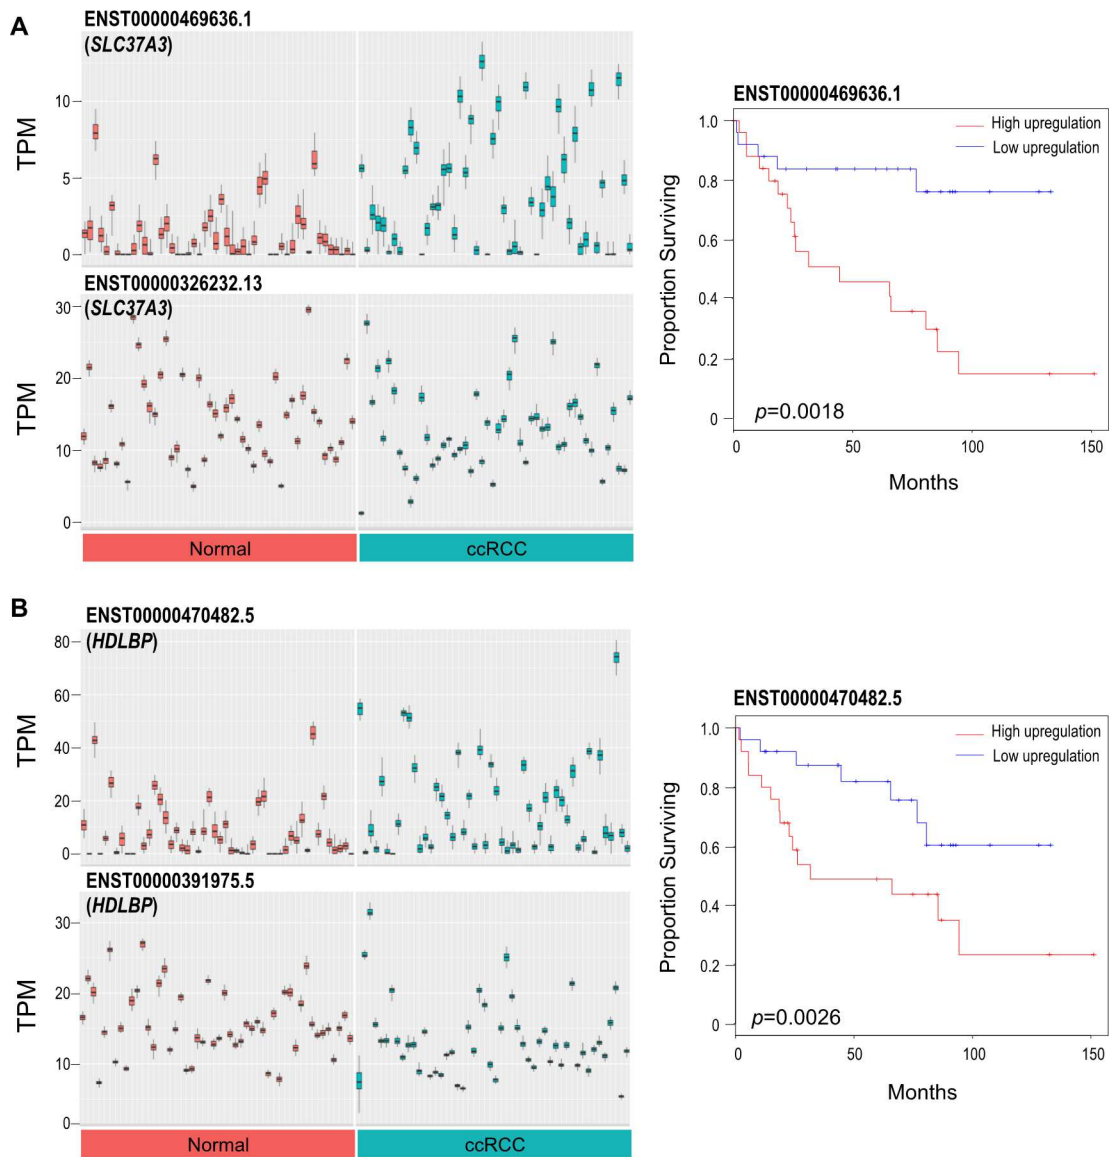 A
ENST00000469636.1
(SLC37A3)
TPM
10
5
0
ENST00000326232.13
(SLC37A3)
TPM
30
20
10
0
Normal
ccRCC
ENST00000469636.1
High upregulation
Low upregulation
Proportion Surviving
1.0
0.8
0.6
0.4
0.2
0
p=0.0018
0
50
100
150
Months
B
ENST00000470482.5
(HDLBP)
TPM
80
60
40
20
0
ENST00000391975.5
(HDLBP)
TPM
30
20
10
0
Normal
ccRCC
ENST00000470482.5
High upregulation
Low upregulation
Proportion Surviving
1.0
0.8
0.6
0.4
0.2
0
p=0.0026
0
50
100
150
Months